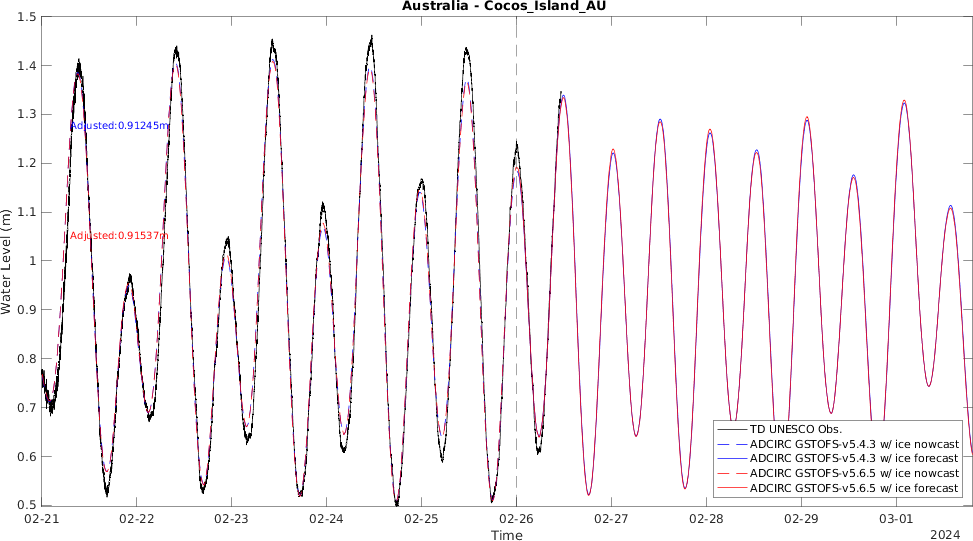 Australia - Cocos_Island_AU
1.5
1.4
1.3
1.2
1.1
1
0.9
0.8
0.7
0.6
0.5
Water Level (m)
Adjusted:0.91245m
Adjusted:0.91537m
TD UNESCO Obs.
ADCIRC GSTOFS-v5.4.3 w/ ice nowcast
ADCIRC GSTOFS-v5.4.3 w/ ice forecast
ADCIRC GSTOFS-v5.6.5 w/ ice nowcast
ADCIRC GSTOFS-v5.6.5 w/ ice forecast
02-21 02-22 02-23 02-24 02-25 02-26 02-27 02-28 02-29 03-01
Time
2024